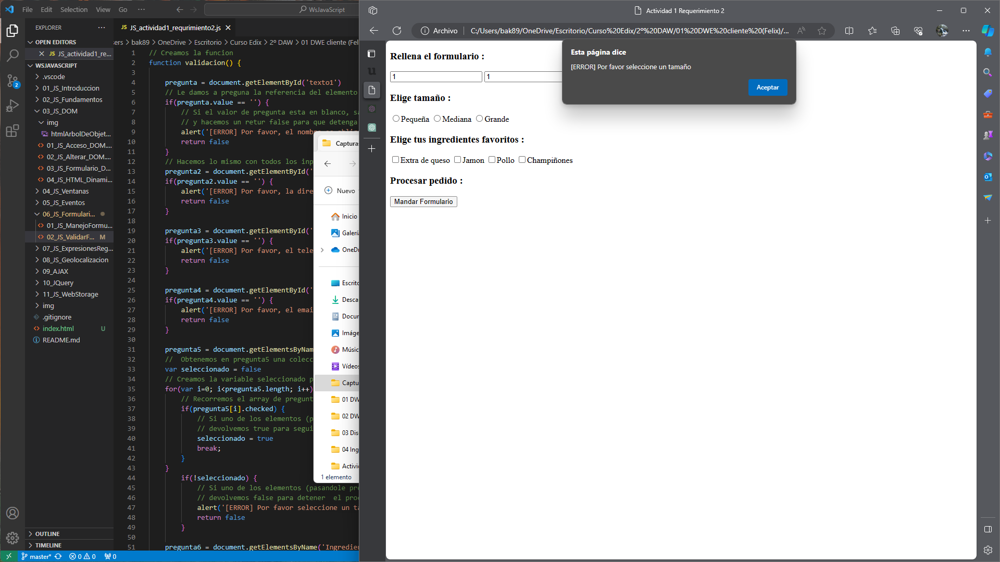 File Edit Selection View Go ··· WsJavaScript
EXPLORER
OPEN EDITORS
JS JS_actividad1_re...
WSJAVASCRIPT
.vscode
01_JS_Introduccion
02_JS_Fundamentos
03_JS_DOM
img
htmlArbolDeObjet...
01_JS_Acceso_DOM....
02_JS_Alterar_DOM....
03_JS_Formulario_D...
04_JS_HTML_Dinami...
04_JS_Ventanas
05_JS_Eventos
06_JS_Formulari...
01_JS_ManejoFormu...
02_JS_ValidarF... M
07_JS_ExpresionesReg...
08_JS_Geolocalizacion
09_AJAX
10_JQuery
11_JS_WebStorage
img
.gitignore
index.html U
README.md
OUTLINE
TIMELINE
2
master* 0 0 0
JS JS_actividad1_requrimiento2.js
ers > bak89 > OneDrive > Escritorio > Curso Edix > 2º DAW > 01 DWE cliente (Fel
1 // Creamos la funcion
2 function validacion() {
3
4 pregunta = document.getElementById('texto1')
5 // Le damos a preguna la referencia del elemento
6 if(pregunta.value == '') {
7 // Si el valor de pregunta esta en blanco, sa
8 // y hacemos un retur false para que detenga
9 alert('[ERROR] Por favor, el nomb
10 return false
11 }
12 // Hacemos lo mismo con todos los inp
13 pregunta2 = document.getElementById('
14 if(pregunta2.value == '') {
15 alert('[ERROR] Por favor, la dire
16 return false
17 }
18
19 pregunta3 = document.getElementById('
20 if(pregunta3.value == '') {
21 alert('[ERROR] Por favor, el tele
22 return false
23 }
24
25 pregunta4 = document.getElementById('
26 if(pregunta4.value == '') {
27 alert('[ERROR] Por favor, el emai
28 return false
29 }
30
31 pregunta5 = document.getElementsByName
32 // Obtenemos en pregunta5 una colecc
33 var seleccionado = false
34 // Creamos la variable seleccionado p
35 for(var i=0; i<pregunta5.length; i++)
36 // Recorremos el array de pregunt
37 if(pregunta5[i].checked) {
38 // Si uno de los elementos (p
39 // devolvemos true para segui
40 seleccionado = true
41 break;
42 }
43 }
44 if(!seleccionado) {
45 // Si uno de los elementos (pasandole pre
46 // devolvemos false para detener el proc
47 alert('[ERROR] Por favor seleccione un ta
48 return false
49 }
50
51 pregunta6 = document.getElementsByName('Ingredien
Captura
Nuevo
Inicio
Galería
OneDr
Escrito
Desca
Docur
Imáge
Músic
Vídeos
Captu
01 DW
02 DW
03 Dis
04 Ing
Activi
1 elemento
Actividad 1 Requerimiento 2
Archivo C:/Users/bak89/OneDrive/Escritorio/Curso%20Edix/2º%20DAW/01%20DWE%20cliente%20(Felix)/...
Esta página dice
[ERROR] Por favor seleccione un tamaño
Aceptar
Rellena el formulario :
1 1
Elige tamaño :
Pequeña Mediana Grande
Elige tus ingredientes favoritos :
Extra de queso Jamon Pollo Champiñones
Procesar pedido :
Mandar Formulario